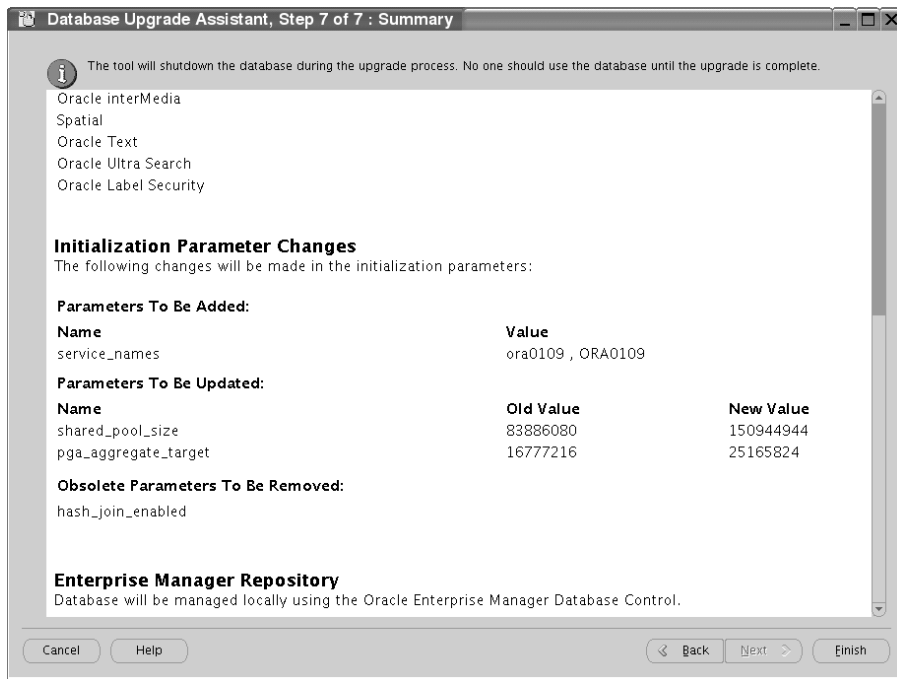 Database Upgrade Assistant, Step 7 of 7 : Summary
The tool will shutdown the database during the upgrade process. No one should use the database until the upgrade is complete.
Oracle interMedia
Spatial
Oracle Text
Oracle Ultra Search
Oracle Label Security
Initialization Parameter Changes
The following changes will be made in the initialization parameters:
Parameters To Be Added:
Name Value
service_names ora0109 , ORA0109
Parameters To Be Updated:
Name Old Value New Value
shared_pool_size 83886080 150944944
pga_aggregate_target 16777216 25165824
Obsolete Parameters To Be Removed:
hash_join_enabled
Enterprise Manager Repository
Database will be managed locally using the Oracle Enterprise Manager Database Control.
Cancel Help Back Next Finish